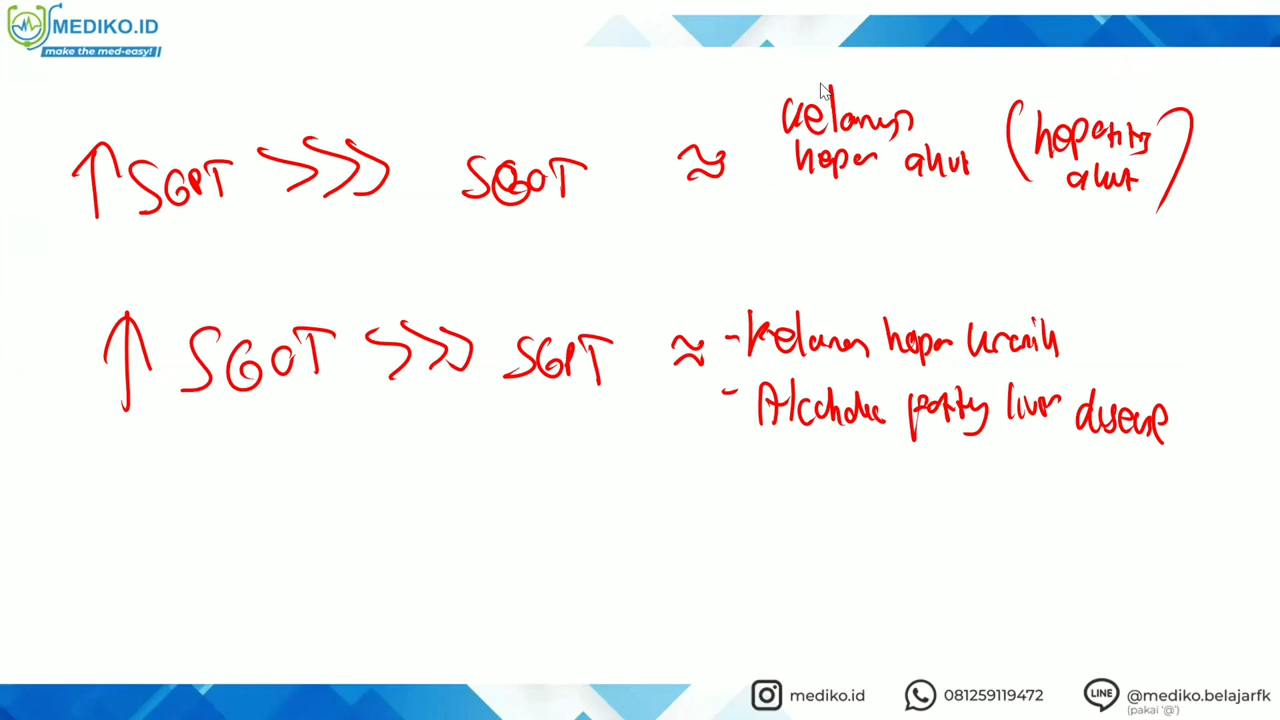 MEDIKO.ID
make the med-easy!
↑ SGPT >>> SGOT ≈ kelainan hepar akut (hepatitis akut)
↑ SGOT >>> SGPT ≈ - Kelainan hepar kronik
- Alcoholic fatty liver disease
mediko.id
081259119472
LINE
@mediko.belajarfk
(pakai '@')